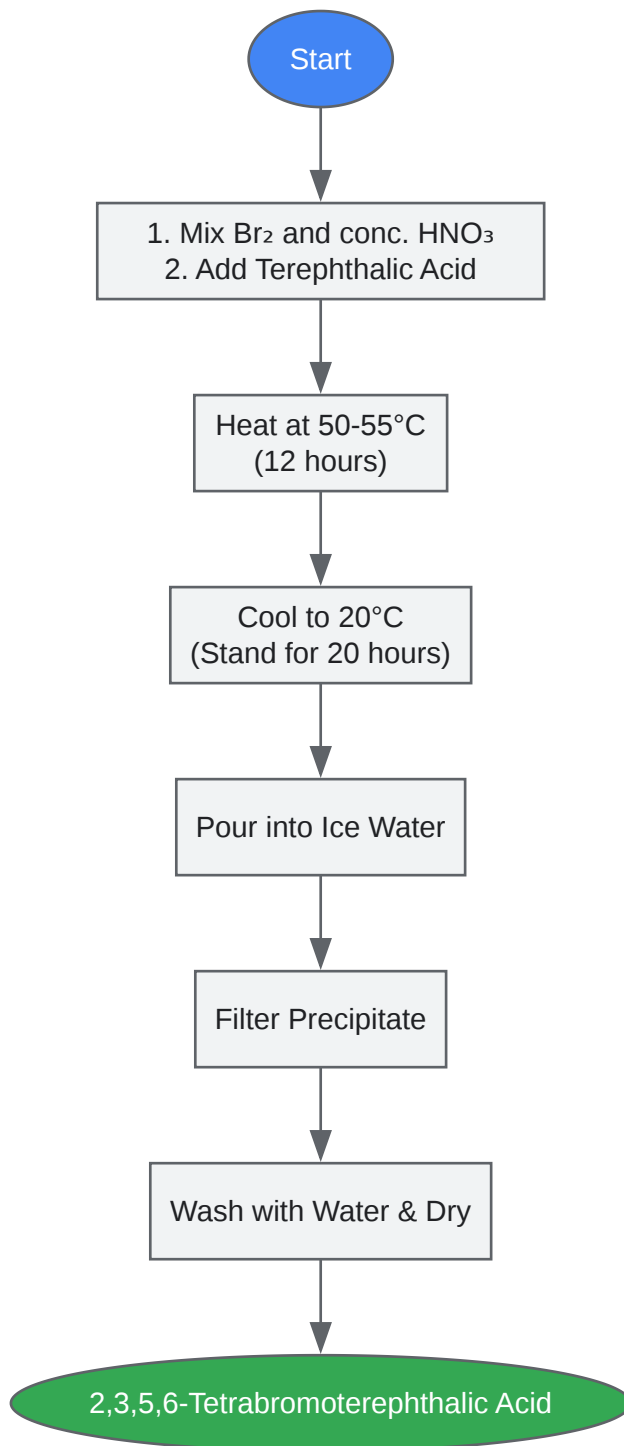 Start
1. Mix Br₂ and conc. HNO₃
2. Add Terephthalic Acid
Heat at 50-55°C
(12 hours)
Cool to 20°C
(Stand for 20 hours)
Pour into Ice Water
Filter Precipitate
Wash with Water & Dry
2,3,5,6-Tetrabromoterephthalic Acid